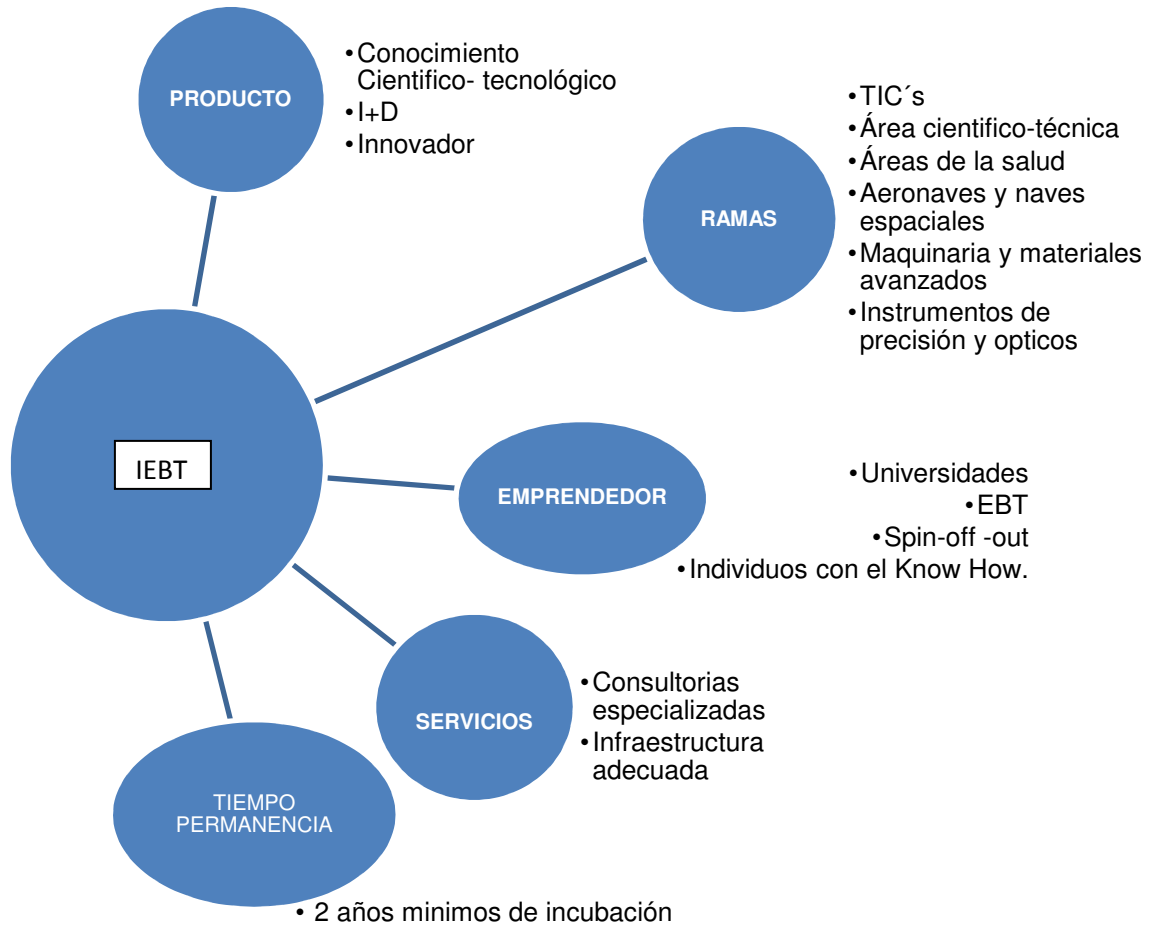 PRODUCTO
•Conocimiento
Cientifico- tecnológico
•I+D
•Innovador
RAMAS
•TIC´s
•Área cientifico-técnica
•Áreas de la salud
•Aeronaves y naves
espaciales
•Maquinaria y materiales
avanzados
•Instrumentos de
precisión y opticos
IEBT
EMPRENDEDOR
•Universidades
•EBT
•Spin-off -out
•Individuos con el Know How.
SERVICIOS
•Consultorias
especializadas
•Infraestructura
adecuada
TIEMPO
PERMANENCIA
• 2 años minimos de incubación